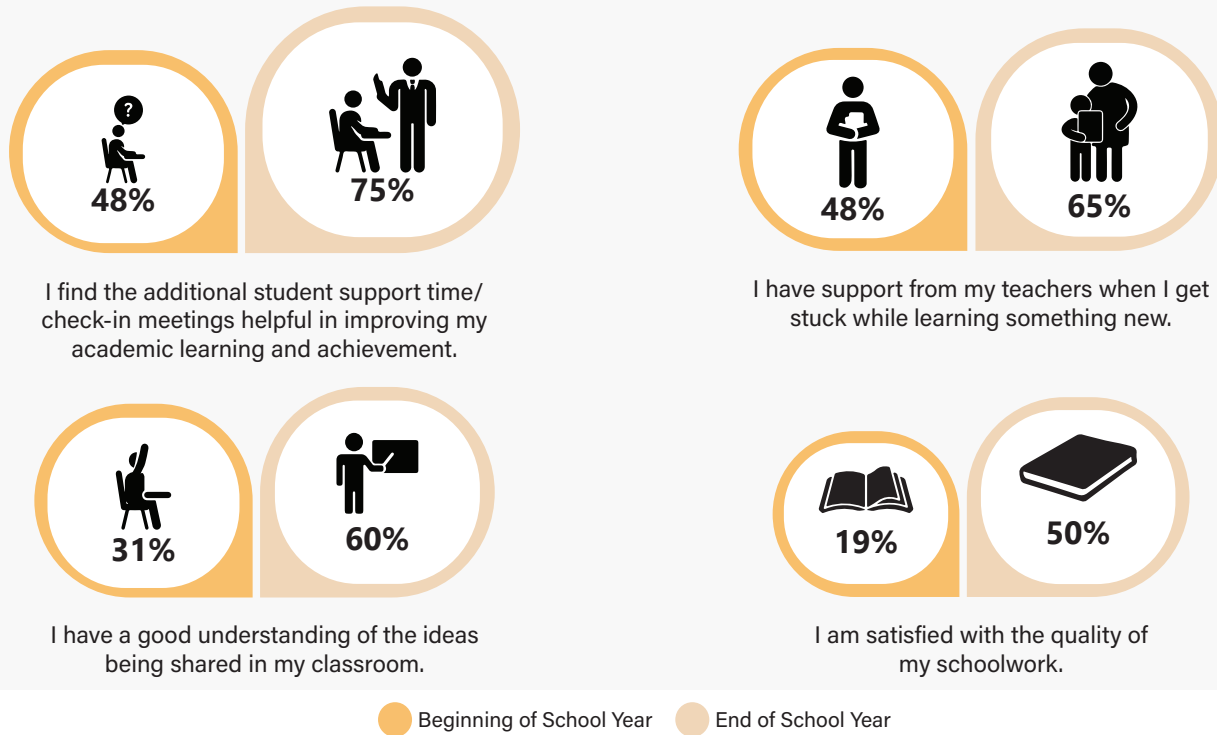 ?
48%
75%
I find the additional student support time/
check-in meetings helpful in improving my
academic learning and achievement.
48%
65%
I have support from my teachers when I get
stuck while learning something new.
31%
60%
I have a good understanding of the ideas
being shared in my classroom.
19%
50%
I am satisfied with the quality of
my schoolwork.
Beginning of School Year
End of School Year